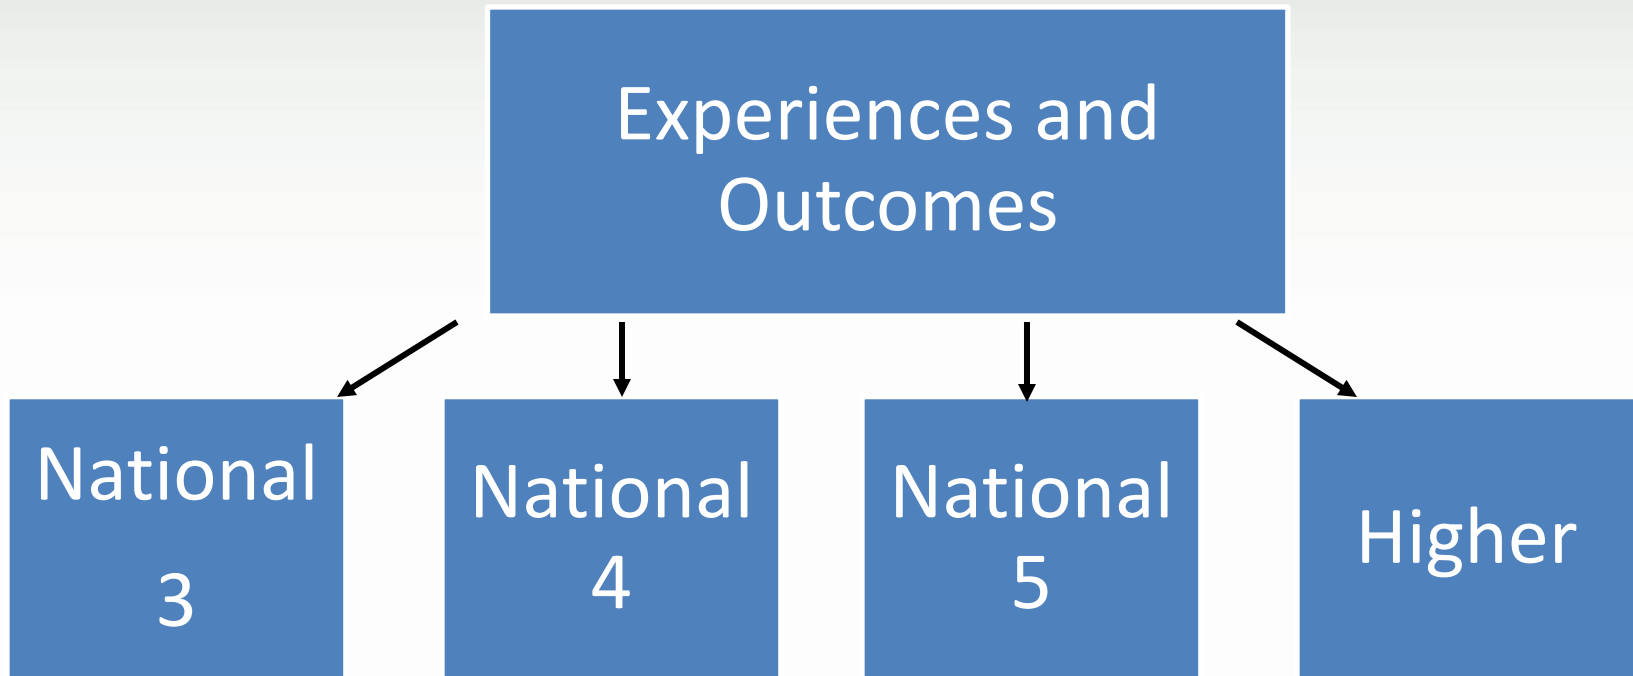 Experiences and
Outcomes
National
3
National
4
National
5
Higher